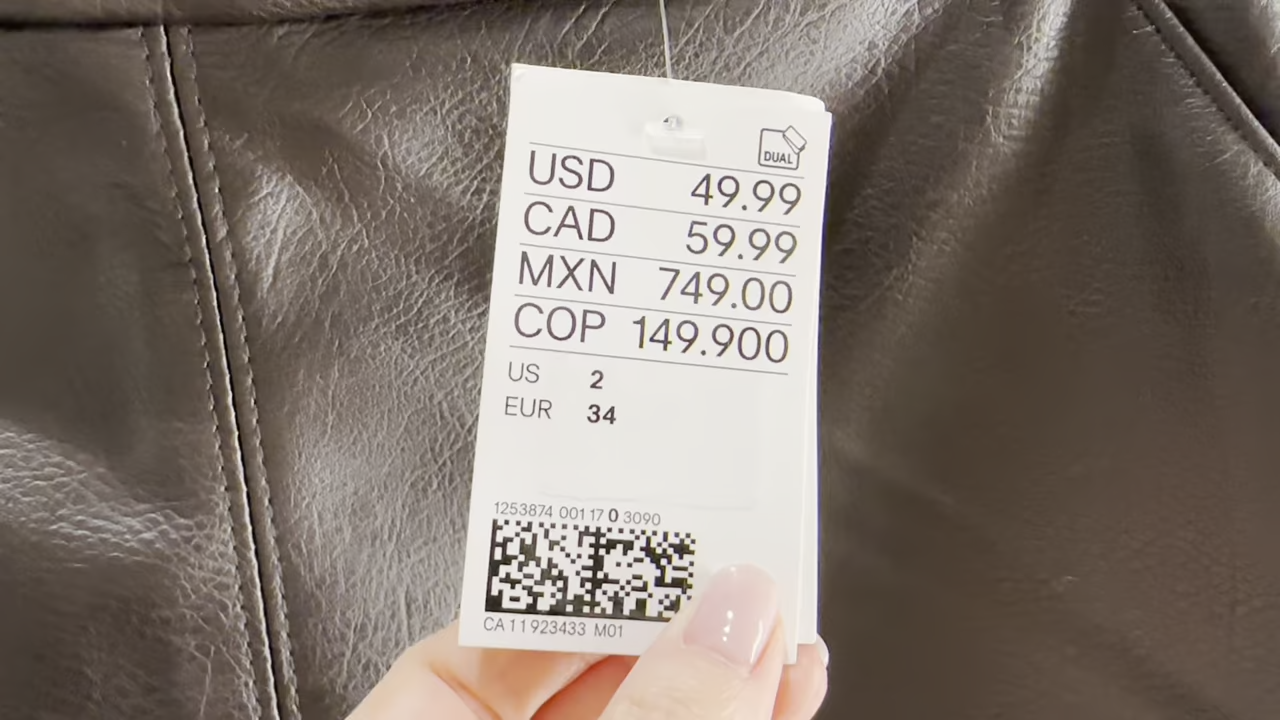 DUAL
USD 49.99
CAD 59.99
MXN 749.00
COP 149.900
US 2
EUR 34
1253874 001 17 0 3090
CA 11 923433 M01